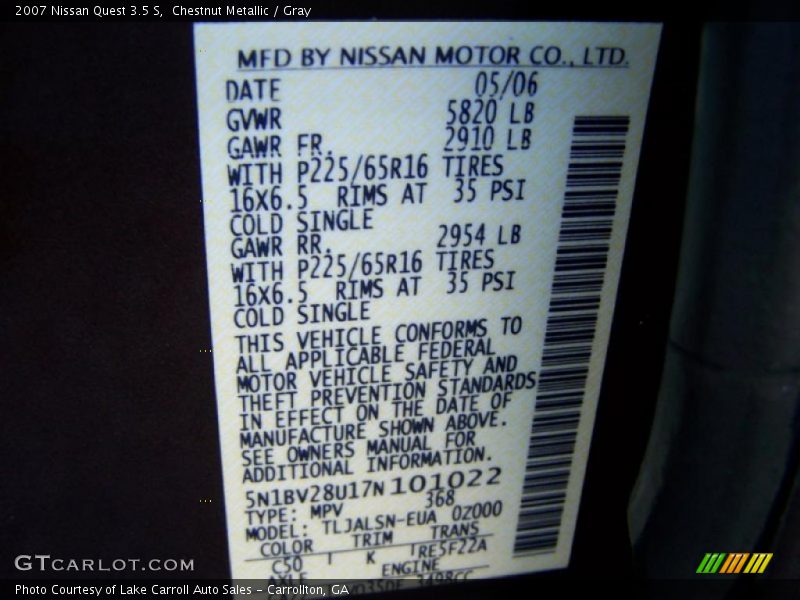 2007 Nissan Quest 3.5 S,  Chestnut Metallic / Gray
MFD BY NISSAN MOTOR CO., LTD.
DATE 05/06
GVWR 5820 LB
GAWR FR. 2910 LB
WITH P225/65R16 TIRES
16X6.5 RIMS AT 35 PSI
COLD SINGLE
GAWR RR. 2954 LB
WITH P225/65R16 TIRES
16X6.5 RIMS AT 35 PSI
COLD SINGLE
THIS VEHICLE CONFORMS TO
ALL APPLICABLE FEDERAL
MOTOR VEHICLE SAFETY AND
THEFT PREVENTION STANDARDS
IN EFFECT ON THE DATE OF
MANUFACTURE SHOWN ABOVE.
SEE OWNERS MANUAL FOR
ADDITIONAL INFORMATION.
5N1BV28U17N101022
TYPE: MPV 368
MODEL: TLJALSN-EUA 0Z000
COLOR TRIM TRANS
C50 K RE5F22A
AXLE ENGINE
3498CC
GTCARLOT.COM
Photo Courtesy of Lake Carroll Auto Sales - Carrollton, GA